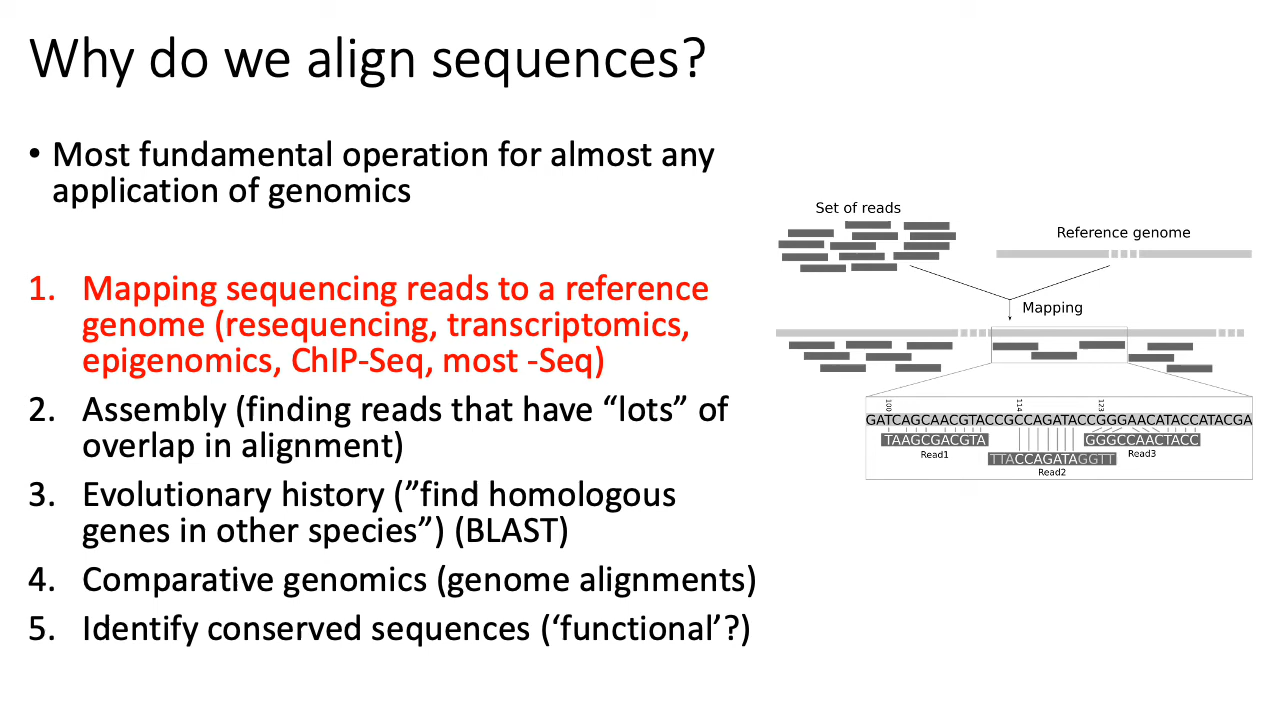 Why do we align sequences?
• Most fundamental operation for almost any
application of genomics
1. Mapping sequencing reads to a reference
genome (resequencing, transcriptomics,
epigenomics, ChIP-Seq, most -Seq)
2. Assembly (finding reads that have “lots” of
overlap in alignment)
3. Evolutionary history (”find homologous
genes in other species”) (BLAST)
4. Comparative genomics (genome alignments)
5. Identify conserved sequences (‘functional’?)
Set of reads
Reference genome
Mapping
100 114 123
GATCAGCAACGTACCGCCAGATACCGGGAACATACCATACGA
TAAGCGACGTA
GGGCCAACTACC
Read1
TTACCAGATAGGTT
Read3
Read2